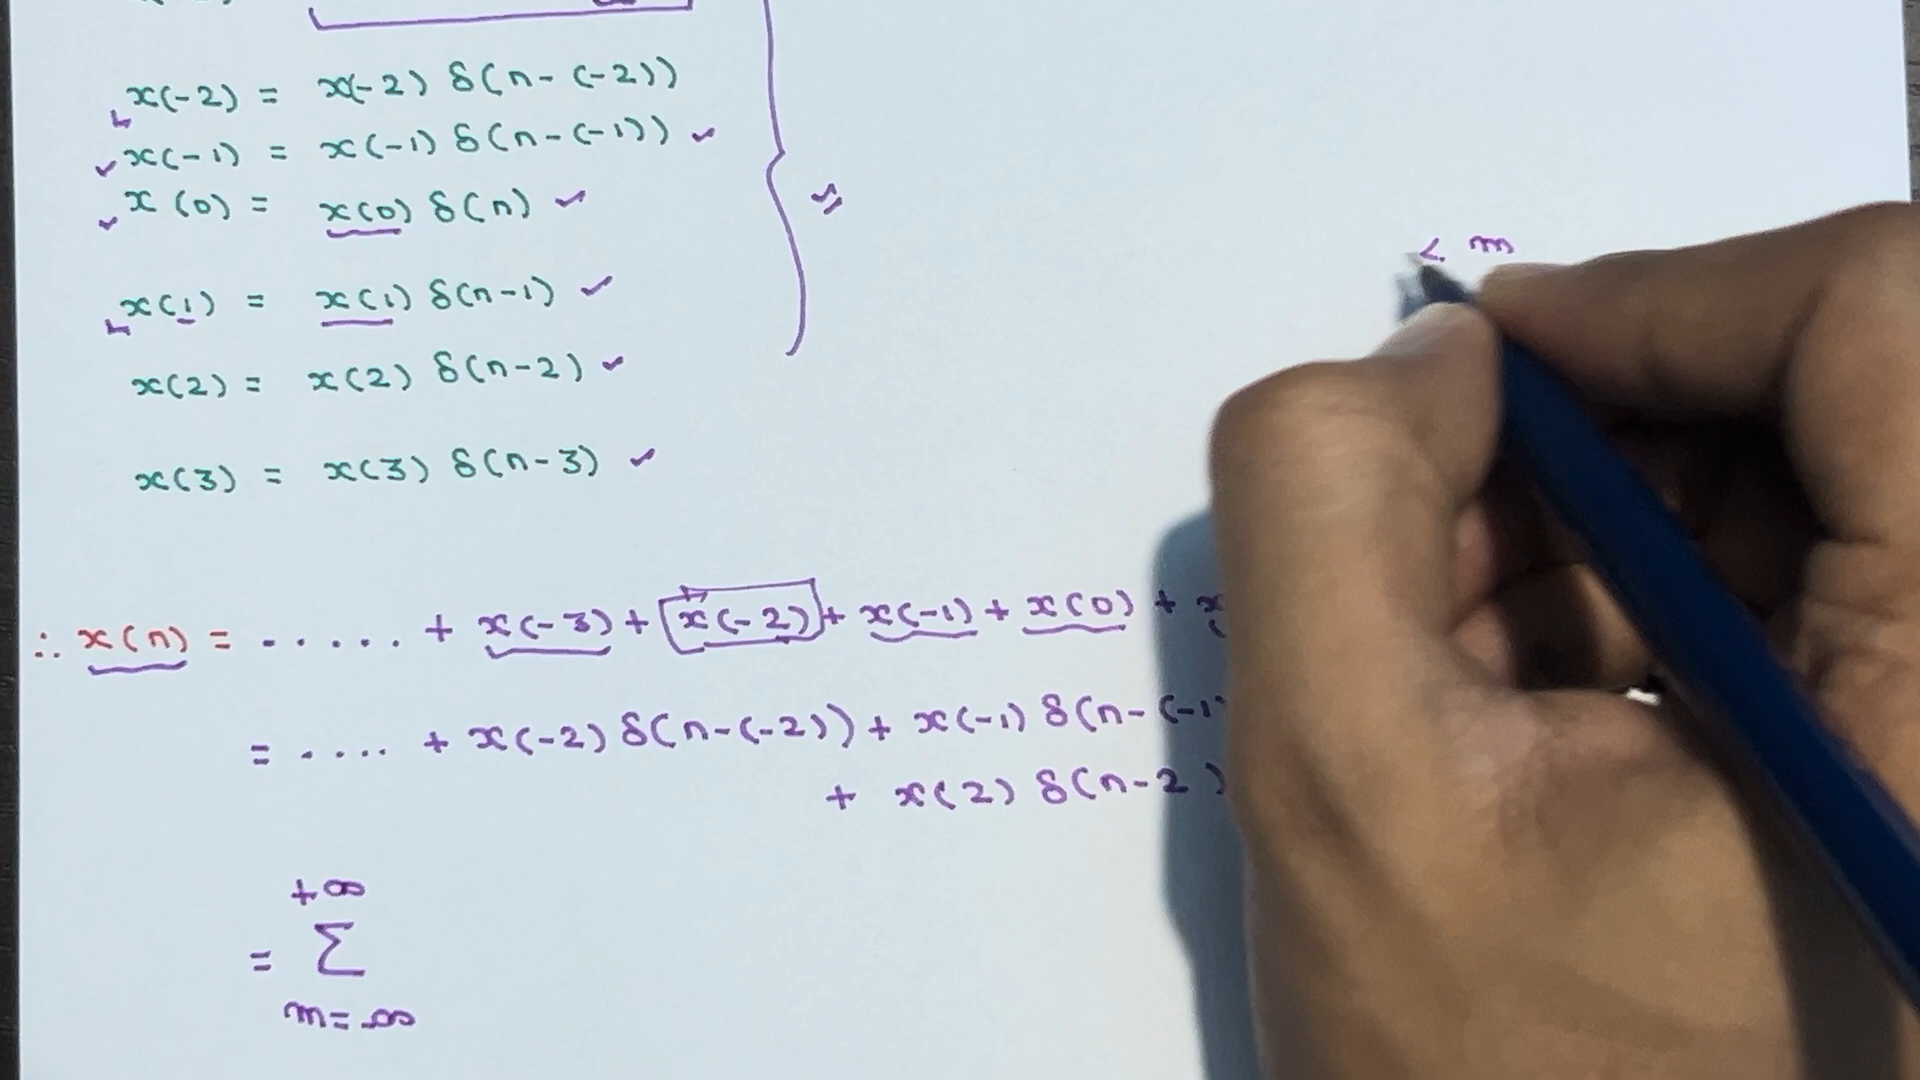 x(-2) = x(-2) δ(n-(-2))
x(-1) = x(-1) δ(n-(-1)) ✓
x(0) = x(0) δ(n) ✓
x(1) = x(1) δ(n-1) ✓
x(2) = x(2) δ(n-2) ✓
x(3) = x(3) δ(n-3) ✓
< m
∴ x(n) = ..... + x(-3) + x(-2) + x(-1) + x(0) + x
= .... + x(-2) δ(n-(-2)) + x(-1) δ(n-(-1
+ x(2) δ(n-2)
+∞
= Σ
m=-∞